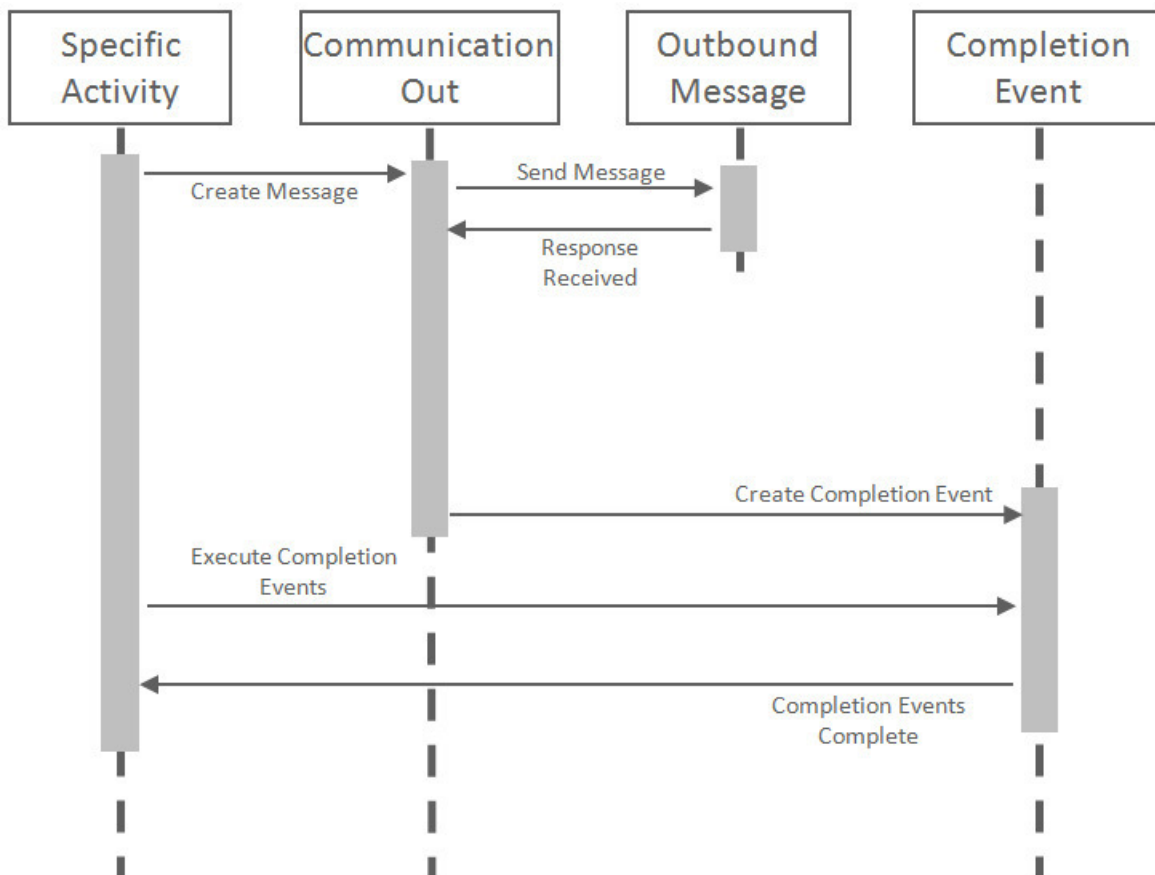 Specific
Activity
Communication
Out
Outbound
Message
Completion
Event
Create Message
Send Message
Response
Received
Create Completion Event
Execute Completion
Events
Completion Events
Complete